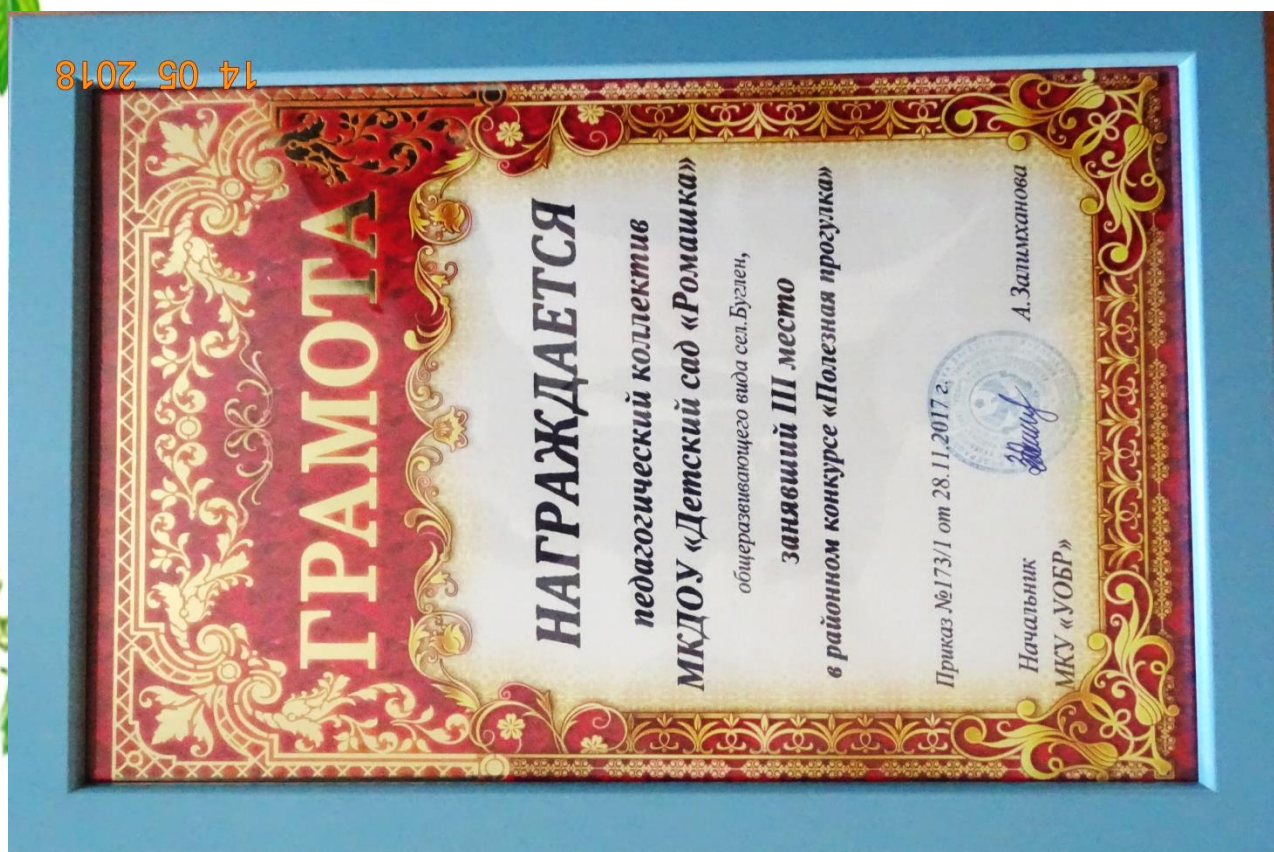 ГРАМОТА
НАГРАЖДАЕТСЯ
педагогический коллектив
МКДОУ «Детский сад «Ромашка»
общеразвивающего вида сел.Буглен,
занявший III место
в районном конкурсе «Полезная прогулка»
Приказ №173/1 от 28.11.2017 г.
Начальник
МКУ «УОБР» А.Залимханова
14 05 2018